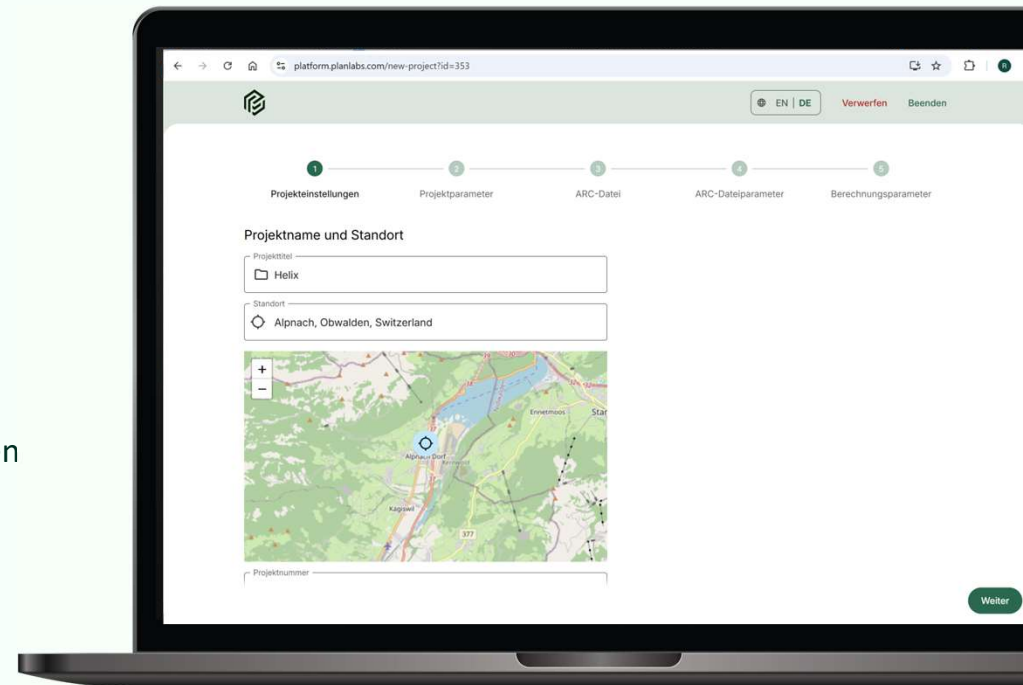 platform.planlabs.com/new-project?id=353
R
EN | DE
Verwerfen
Beenden
1
2
3
4
5
Projekteinstellungen
Projektparameter
ARC-Datei
ARC-Dateiparameter
Berechnungsparameter
Projektname und Standort
Projekttitel
Helix
Standort
Alpnach, Obwalden, Switzerland
+
−
Ennetmoos
Star
Alpnach Dorf
n
Kägiswil
377
Projektnummer
Weiter